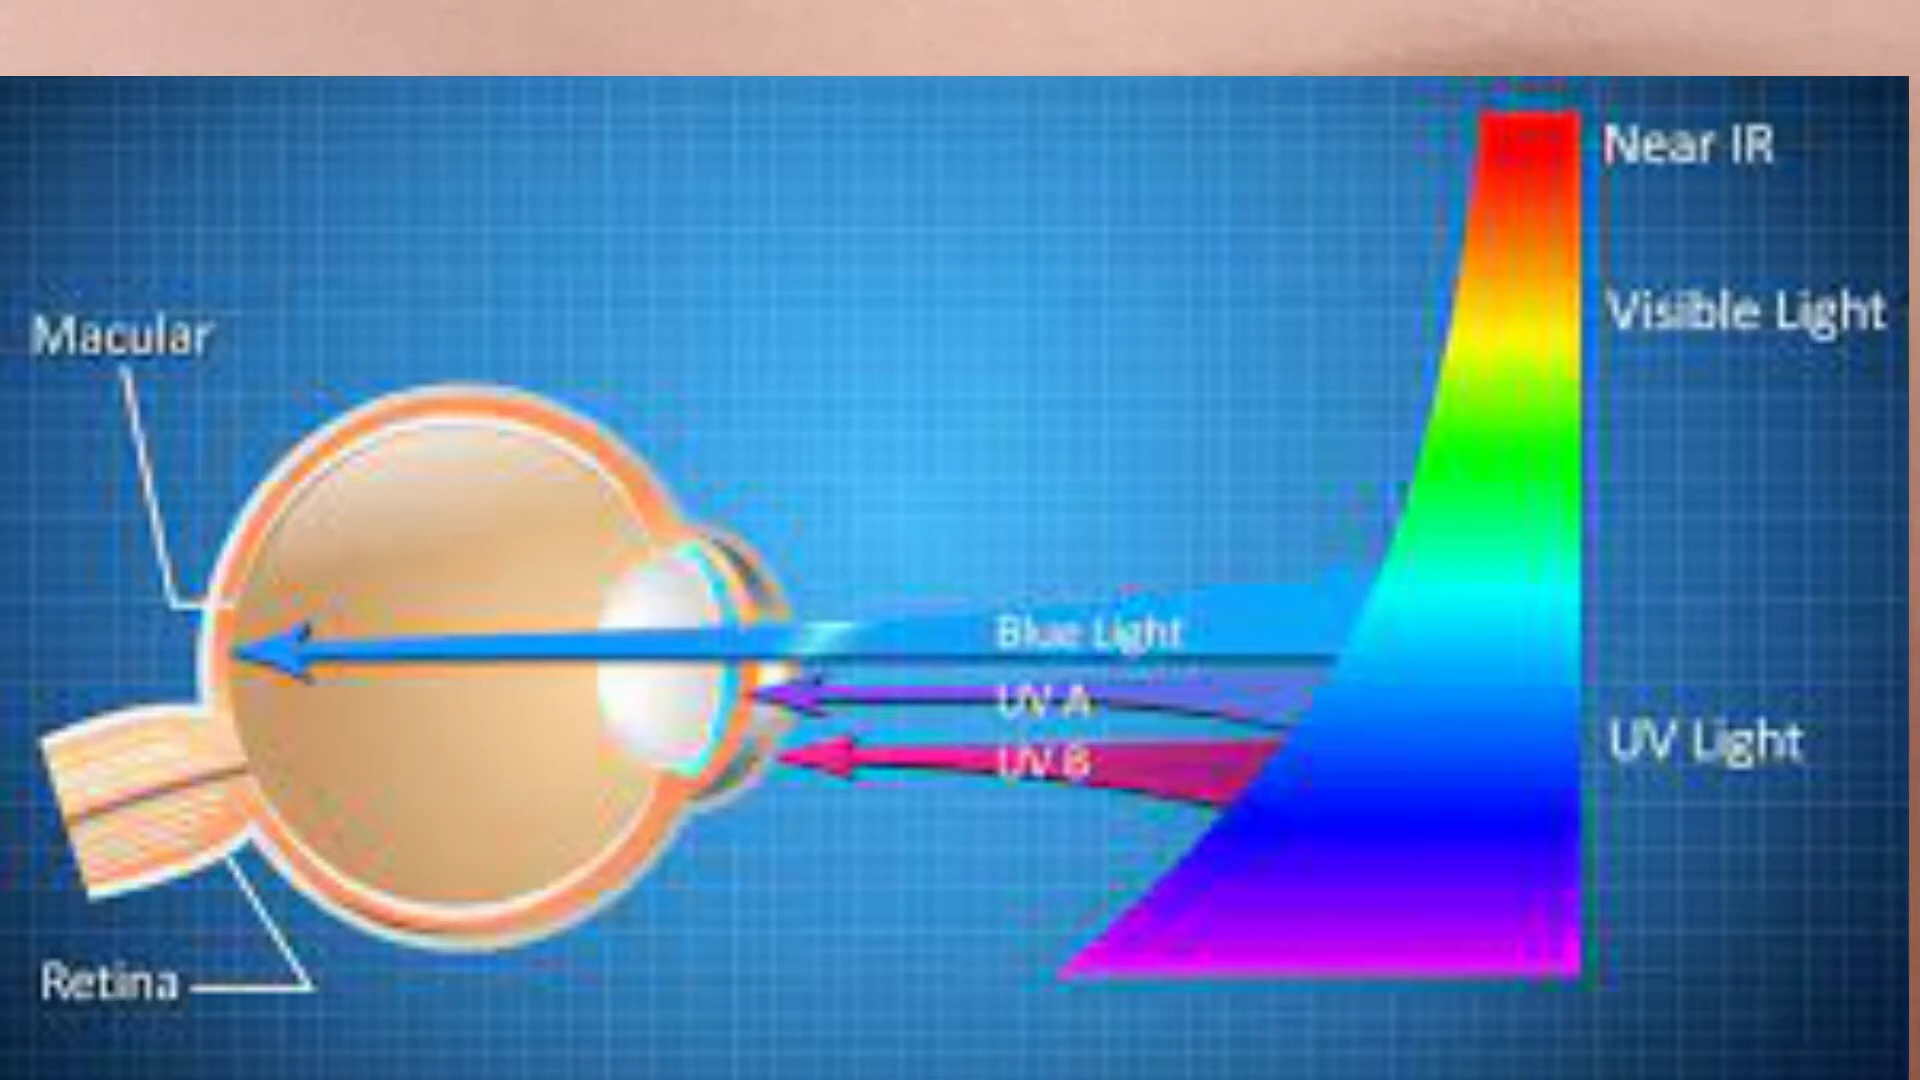 Near IR
Visible Light
Macular
Blue Light
UV A
UV B
UV Light
Retina